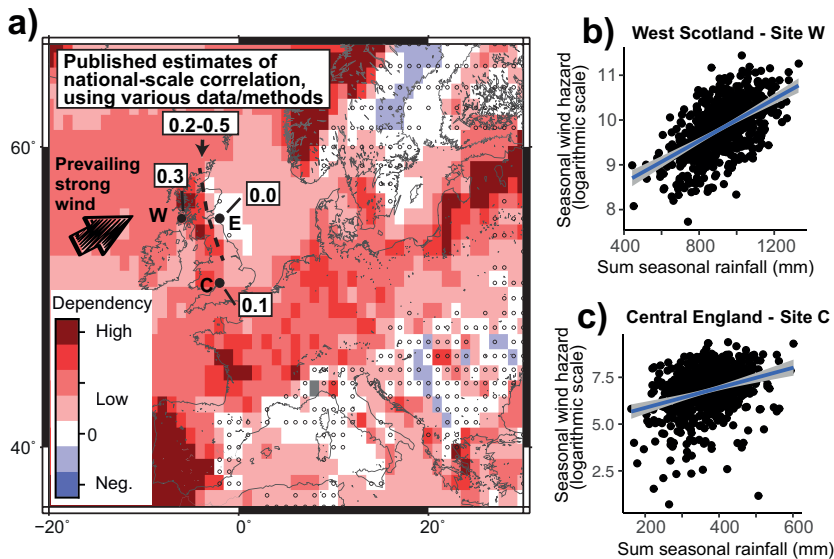 a)
Published estimates of
national-scale correlation,
using various data/methods
0.2-0.5
60°
Prevailing
strong
wind
0.3
0.0
W
E
C
0.1
Dependency
High
Low
0
Neg.
40°
−20°
0°
20°
b)
West Scotland - Site W
Seasonal wind hazard
(logarithmic scale)
11
10
9
8
400
800
1200
Sum seasonal rainfall (mm)
c)
Central England - Site C
Seasonal wind hazard
(logarithmic scale)
7.5
5.0
2.5
200
400
600
Sum seasonal rainfall (mm)